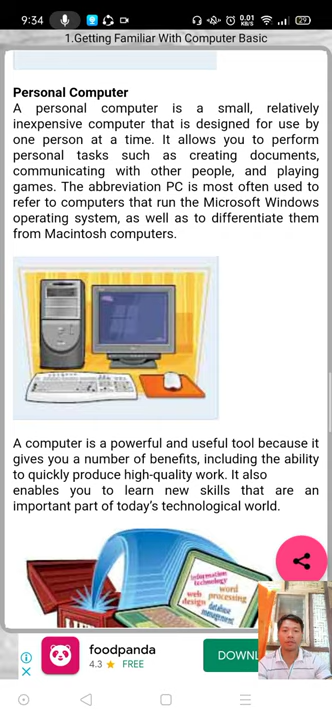 9:34
0.01
KB/S
29
1.Getting Familiar With Computer Basic
Personal Computer
A personal computer is a small, relatively
inexpensive computer that is designed for use by
one person at a time. It allows you to perform
personal tasks such as creating documents,
communicating with other people, and playing
games. The abbreviation PC is most often used to
refer to computers that run the Microsoft Windows
operating system, as well as to differentiate them
from Macintosh computers.
A computer is a powerful and useful tool because it
gives you a number of benefits, including the ability
to quickly produce high-quality work. It also
enables you to learn new skills that are an
important part of today's technological world.
information
technology
word
processing
web
design
database
management
foodpanda
4.3 ★ FREE
DOWNL